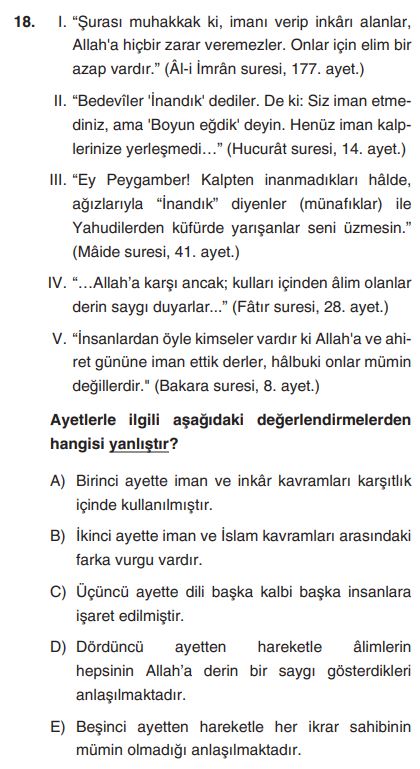 18. I. “Şurası muhakkak ki, imanı verip inkârı alanlar,
Allah'a hiçbir zarar veremezler. Onlar için elim bir
azap vardır.” (Âl-i İmrân suresi, 177. ayet.)
II. “Bedevîler 'İnandık' dediler. De ki: Siz iman etme-
diniz, ama 'Boyun eğdik' deyin. Henüz iman kalp-
lerinize yerleşmedi…” (Hucurât suresi, 14. ayet.)
III. “Ey Peygamber! Kalpten inanmadıkları hâlde,
ağızlarıyla “İnandık” diyenler (münafıklar) ile
Yahudilerden küfürde yarışanlar seni üzmesin.”
(Mâide suresi, 41. ayet.)
IV. “…Allah’a karşı ancak; kulları içinden âlim olanlar
derin saygı duyarlar...” (Fâtır suresi, 28. ayet.)
V. “İnsanlardan öyle kimseler vardır ki Allah'a ve ahi-
ret gününe iman ettik derler, hâlbuki onlar mümin
değillerdir." (Bakara suresi, 8. ayet.)
Ayetlerle ilgili aşağıdaki değerlendirmelerden
hangisi yanlıştır?
A) Birinci ayette iman ve inkâr kavramları karşıtlık
içinde kullanılmıştır.
B) İkinci ayette iman ve İslam kavramları arasındaki
farka vurgu vardır.
C) Üçüncü ayette dili başka kalbi başka insanlara
işaret edilmiştir.
D) Dördüncü ayetten hareketle âlimlerin
hepsinin Allah’a derin bir saygı gösterdikleri
anlaşılmaktadır.
E) Beşinci ayetten hareketle her ikrar sahibinin
mümin olmadığı anlaşılmaktadır.